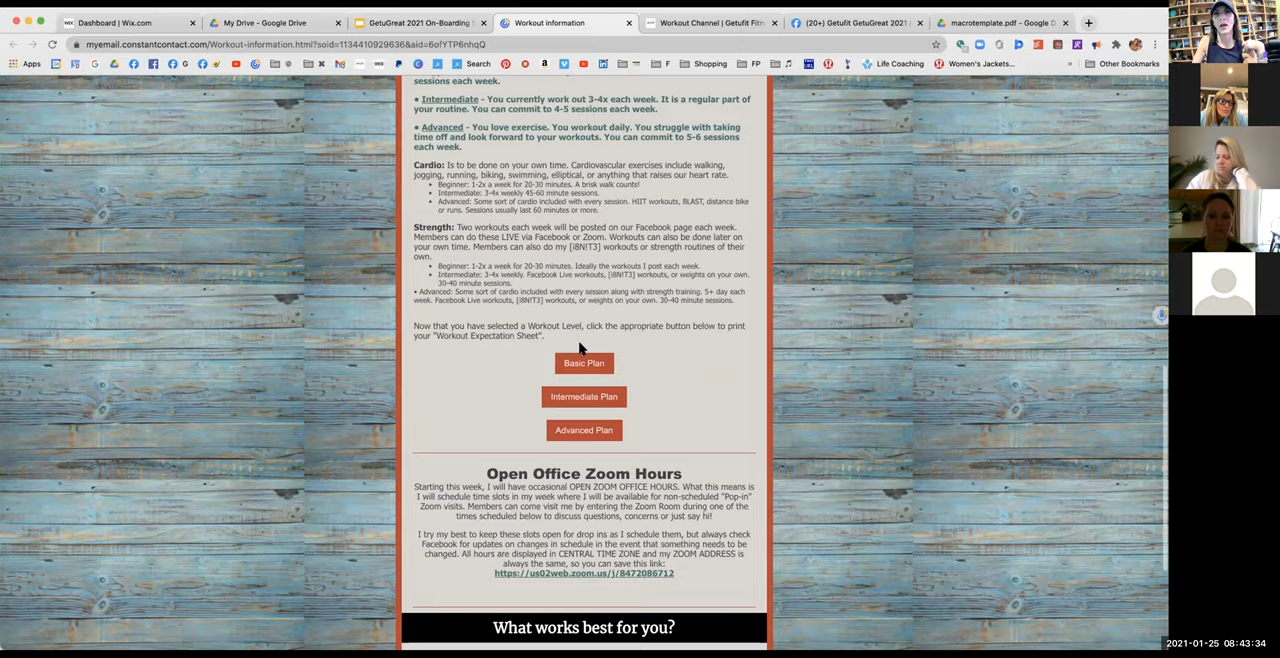 Dashboard | Wix.com
My Drive - Google Drive
GetuGreat 2021 On-Boarding
Workout information
Workout Channel | Getufit Fitn
(20+) Getufit GetuGreat 2021
macrotemplate.pdf - Google D
myemail.constantcontact.com/Workout-information.html?soid=1134410929636&aid=6ofYTP6nhqQ
Apps
G
F
G
WIX
Search
F
Shopping
FP
Life Coaching
Women's Jackets...
Other Bookmarks
sessions each week.
• Intermediate - You currently work out 3-4x each week. It is a regular part of
your routine. You can commit to 4-5 sessions each week.
• Advanced - You love exercise. You workout daily. You struggle with taking
time off and look forward to your workouts. You can commit to 5-6 sessions
each week.
Cardio: Is to be done on your own time. Cardiovascular exercises include walking,
jogging, running, biking, swimming, elliptical, or anything that raises our heart rate.
• Beginner: 1-2x a week for 20-30 minutes. A brisk walk counts!
• Intermediate: 3-4x weekly 45-60 minute sessions.
• Advanced: Some sort of cardio included with every session. HIIT workouts, BLAST, distance bike
or runs. Sessions usually last 60 minutes or more.
Strength: Two workouts each week will be posted on our Facebook page each week.
Members can do these LIVE via Facebook or Zoom. Workouts can also be done later on
your own time. Members can also do my [i8N!T3] workouts or strength routines of their
own.
• Beginner: 1-2x a week for 20-30 minutes. Ideally the workouts I post each week.
• Intermediate: 3-4x weekly. Facebook Live workouts, [i8N!T3] workouts, or weights on your own.
30-40 minute sessions.
• Advanced: Some sort of cardio included with every session along with strength training. 5+ day each
week. Facebook Live workouts, [i8N!T3] workouts, or weights on your own. 30-40 minute sessions.
Now that you have selected a Workout Level, click the appropriate button below to print
your "Workout Expectation Sheet".
Basic Plan
Intermediate Plan
Advanced Plan
Open Office Zoom Hours
Starting this week, I will have occasional OPEN ZOOM OFFICE HOURS. What this means is
I will schedule time slots in my week where I will be available for non-scheduled "Pop-in"
Zoom visits. Members can come visit me by entering the Zoom Room during one of the
times scheduled below to discuss questions, concerns or just say hi!
I try my best to keep these slots open for drop ins as I schedule them, but always check
Facebook for updates on changes in schedule in the event that something needs to be
changed. All hours are displayed in CENTRAL TIME ZONE and my ZOOM ADDRESS is
always the same, so you can save this link:
https://us02web.zoom.us/j/8472086712
What works best for you?
2021-01-25 08:43:34